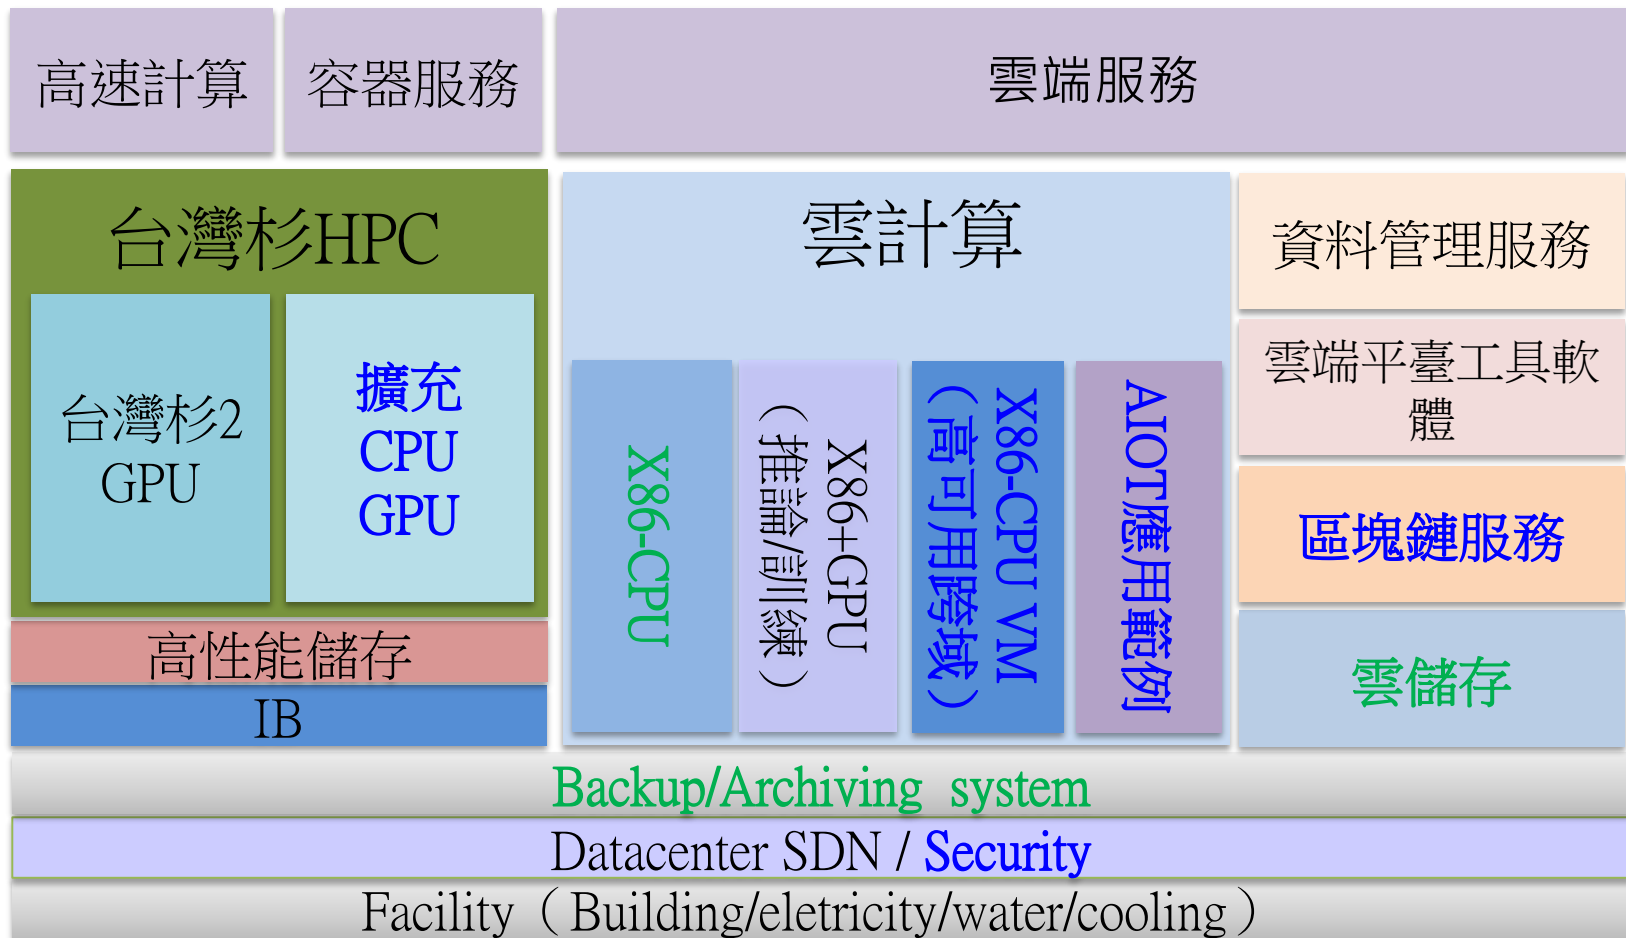 高速計算
容器服務
雲端服務
台灣杉HPC
台灣杉2
GPU
擴充
CPU
GPU
高性能儲存
IB
雲計算
X86-CPU
X86+GPU
（推論/訓練）
X86-CPU VM
（高可用跨域）
AIOT應用範例
資料管理服務
雲端平臺工具軟
體
區塊鏈服務
雲儲存
Backup/Archiving system
Datacenter SDN / Security
Facility（Building/eletricity/water/cooling）